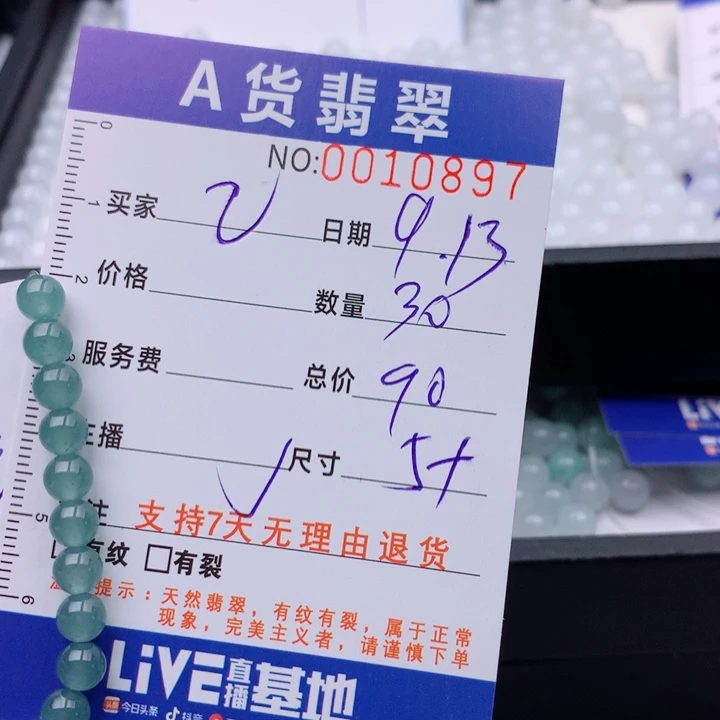 A货翡翠
NO:0010897
买家 日期 9.13
价格 数量 30
服务费 总价 90
主播 尺寸 5+
注 支持7天无理由退货
有纹 □有裂
提示：天然翡翠，有纹有裂，属于正常
现象，完美主义者，请谨慎下单
LiVE直播基地
今日头条 抖音